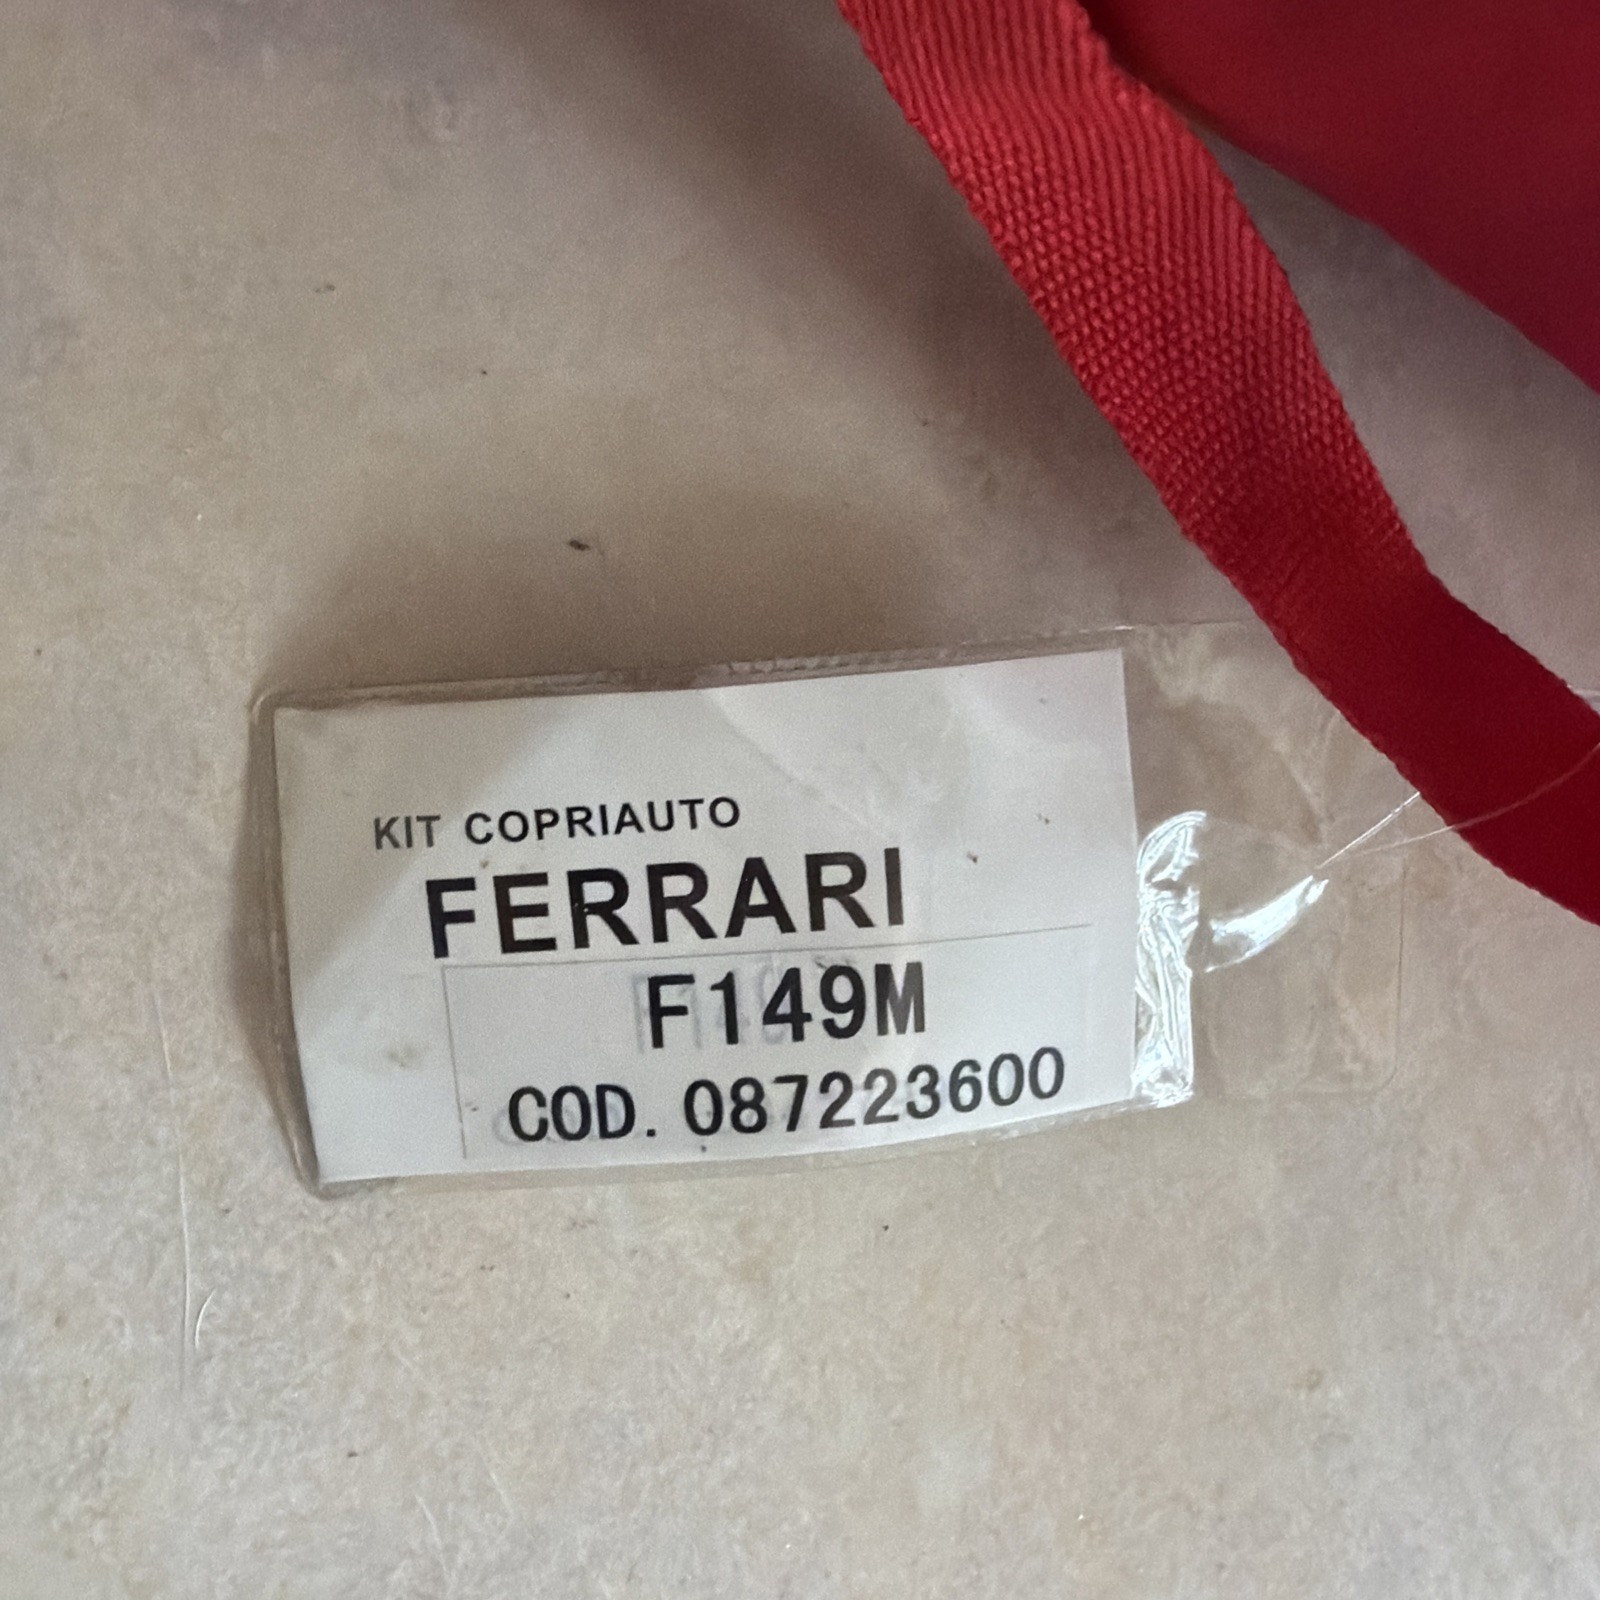 KIT COPRIAUTO
FERRARI
F149M
COD. 087223600